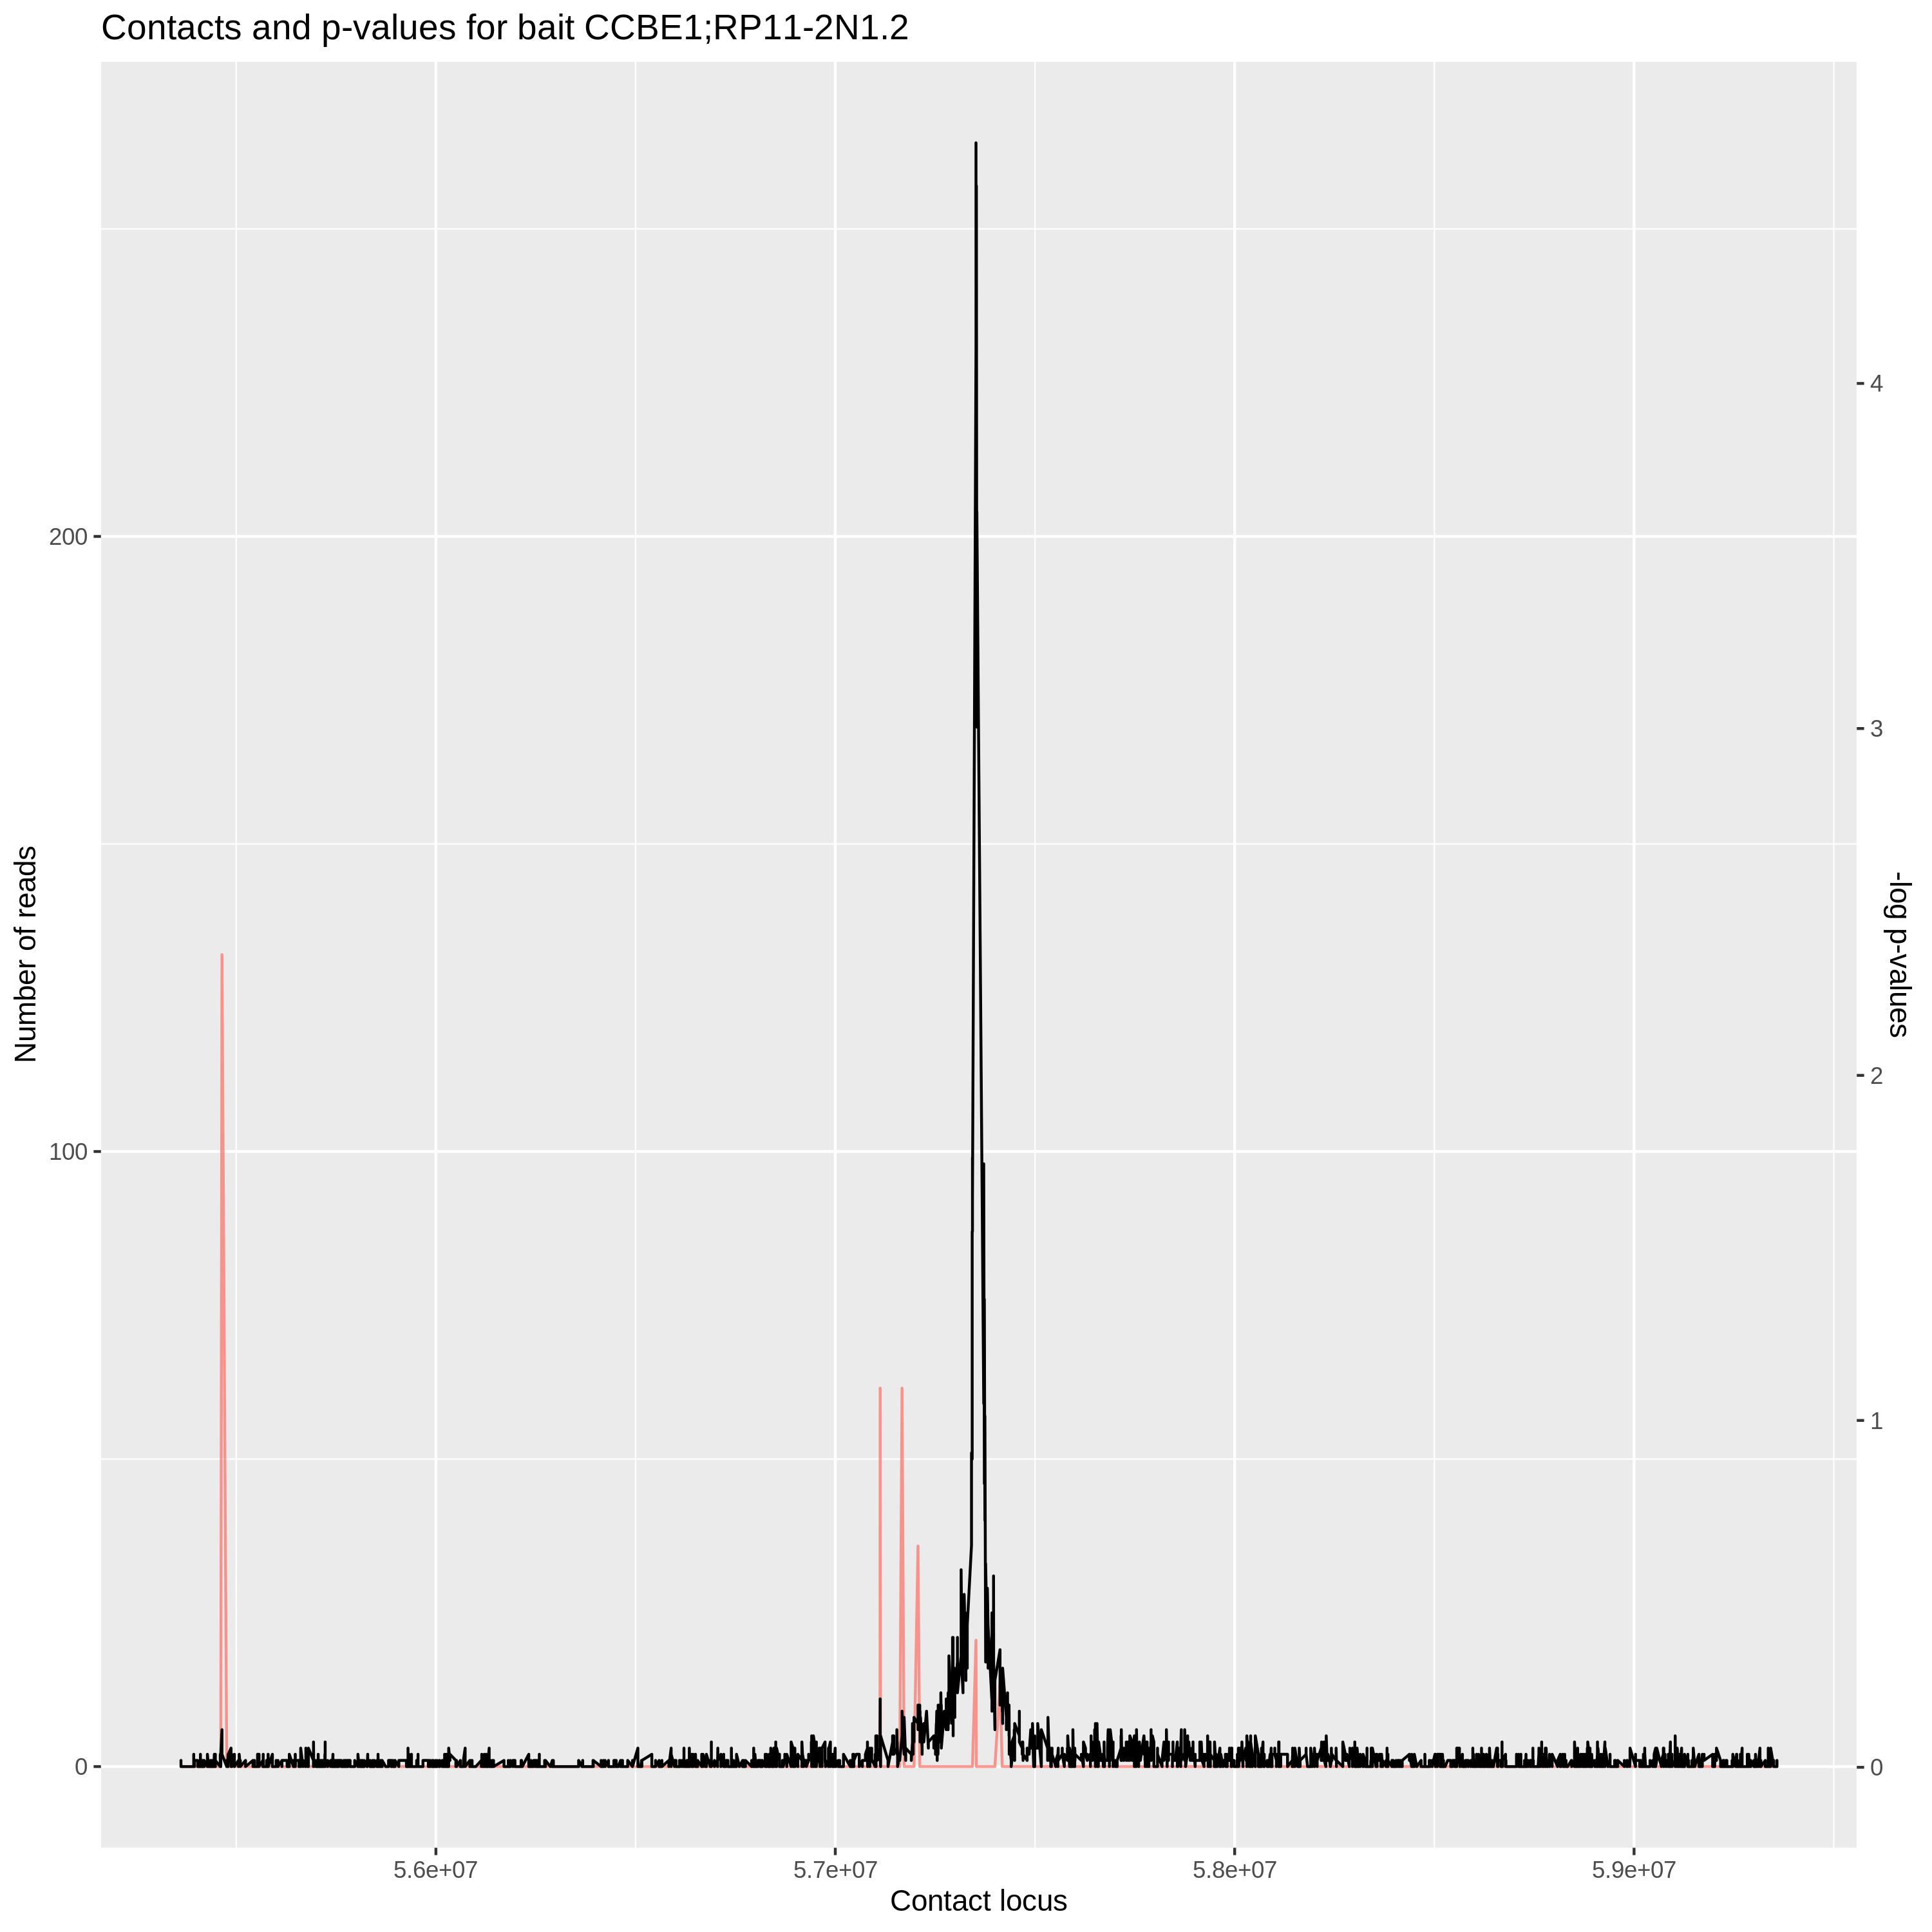 Contacts and p-values for bait CCBE1;RP11-2N1.2
Number of reads
200
100
0
-log p-values
4
3
2
1
0
5.6e+07 5.7e+07 5.8e+07 5.9e+07
Contact locus